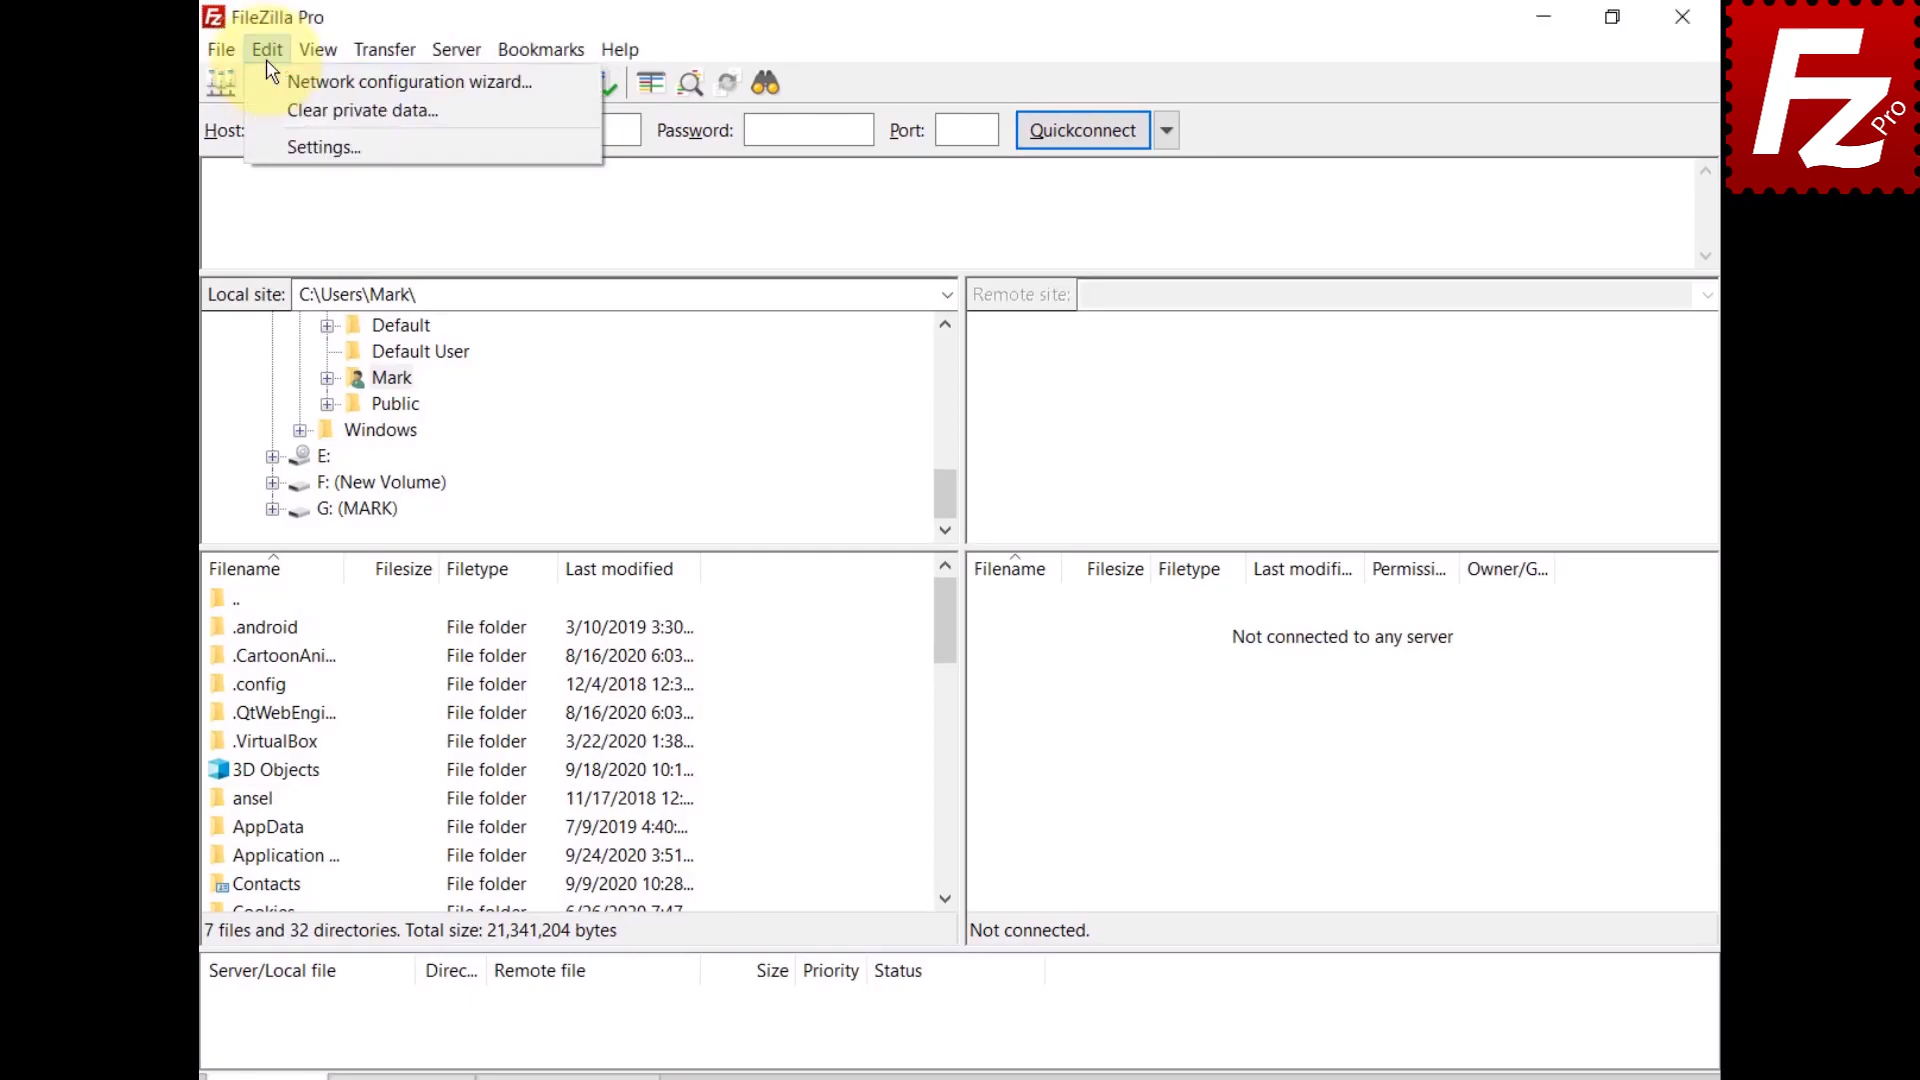 FileZilla Pro
File Edit View Transfer Server Bookmarks Help
Network configuration wizard...
Clear private data...
Settings...
Host: Password: Port: Quickconnect
Fz Pro
Local site: C:\Users\Mark\
Default
Default User
Mark
Public
Windows
E:
F: (New Volume)
G: (MARK)
Remote site:
Filename Filesize Filetype Last modified
..
.android File folder 3/10/2019 3:30...
.CartoonAni... File folder 8/16/2020 6:03...
.config File folder 12/4/2018 12:3...
.QtWebEngi... File folder 8/16/2020 6:03...
.VirtualBox File folder 3/22/2020 1:38...
3D Objects File folder 9/18/2020 10:1...
ansel File folder 11/17/2018 12:...
AppData File folder 7/9/2019 4:40:...
Application ... File folder 9/24/2020 3:51...
Contacts File folder 9/9/2020 10:28...
Cookies File folder 6/26/2020 7:47
7 files and 32 directories. Total size: 21,341,204 bytes
Filename Filesize Filetype Last modifi... Permissi... Owner/G...
Not connected to any server
Not connected.
Server/Local file Direc... Remote file Size Priority Status